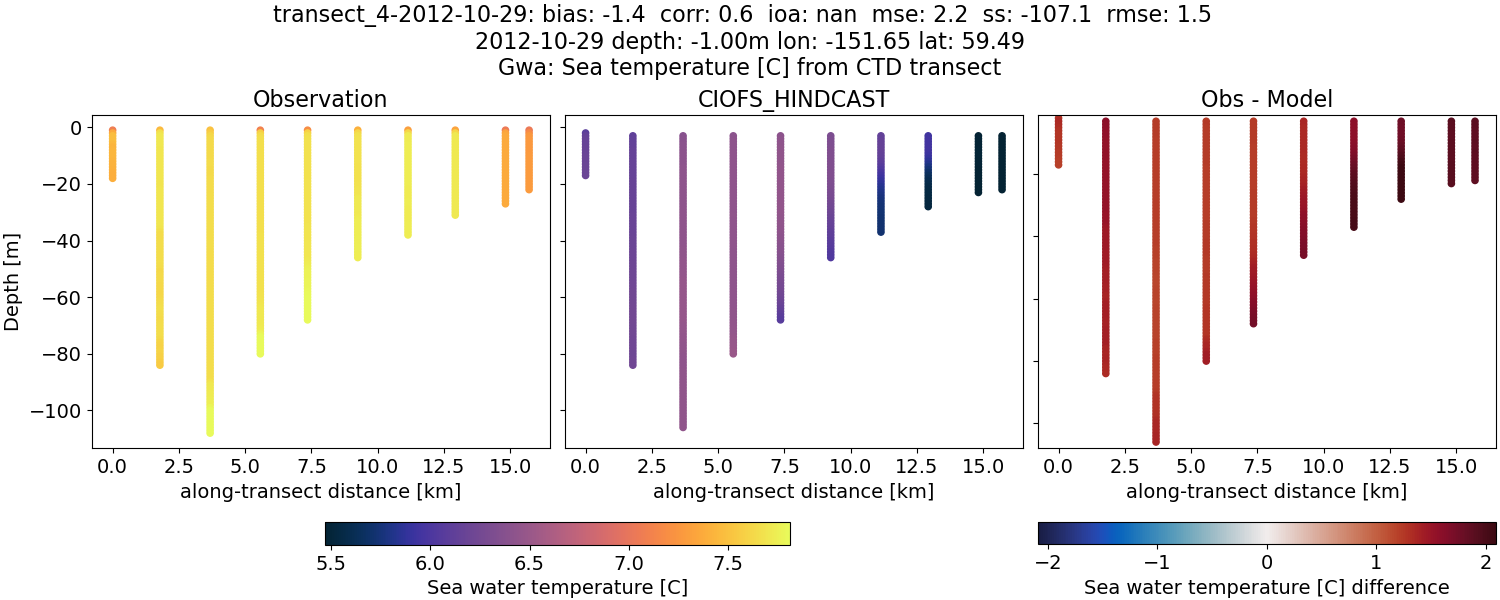 transect_4-2012-10-29: bias: -1.4  corr: 0.6  ioa: nan  mse: 2.2  ss: -107.1  rmse: 1.5
2012-10-29 depth: -1.00m lon: -151.65 lat: 59.49
Gwa: Sea temperature [C] from CTD transect
Observation
CIOFS_HINDCAST
Obs - Model
Depth [m]
0
−20
−40
−60
−80
−100
0.0 2.5 5.0 7.5 10.0 12.5 15.0
0.0 2.5 5.0 7.5 10.0 12.5 15.0
0.0 2.5 5.0 7.5 10.0 12.5 15.0
along-transect distance [km]
along-transect distance [km]
along-transect distance [km]
5.5 6.0 6.5 7.0 7.5
Sea water temperature [C]
−2 −1 0 1 2
Sea water temperature [C] difference